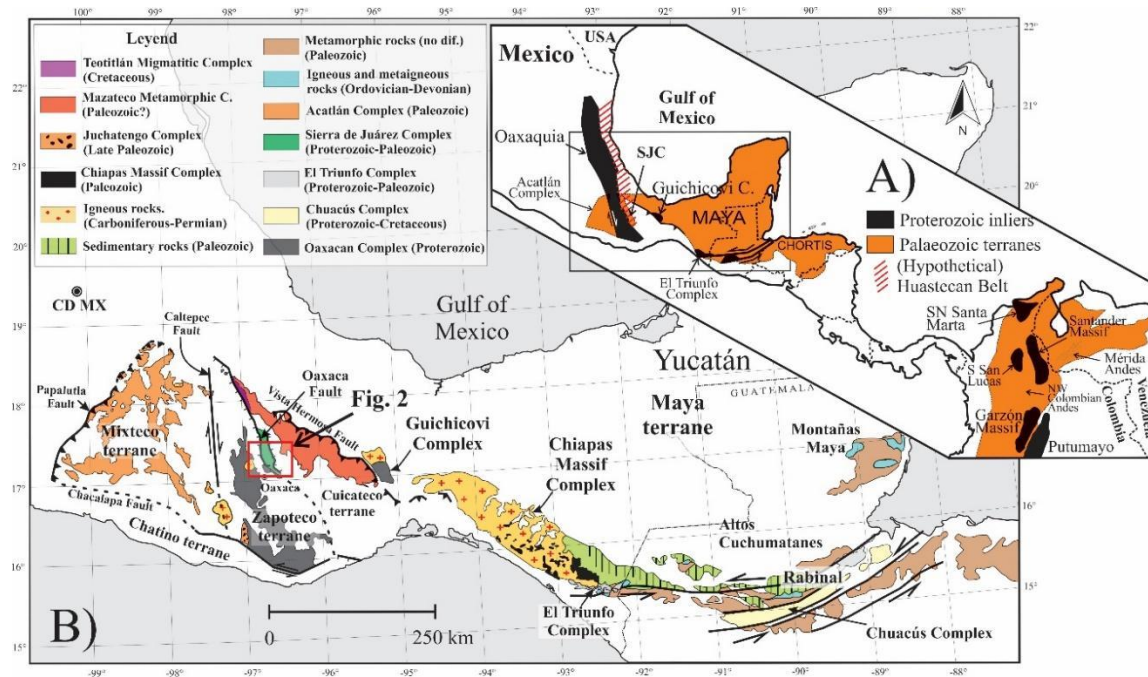 100°
99°
98°
97°
96°
95°
94°
93°
92°
91°
90°
89°
88°
22°
21°
20°
19°
18°
17°
16°
15°
22°
21°
20°
16°
15°
-99°
-98°
-97°
-96°
-95°
-94°
-93°
-92°
-91°
-90°
-89°
-88°
Leyend
Teotitlán Migmatitic Complex
(Cretaceous)
Mazateco Metamorphic C.
(Paleozoic?)
Juchatengo Complex
(Late Paleozoic)
Chiapas Massif Complex
(Paleozoic)
Igneous rocks.
(Carboniferous-Permian)
Sedimentary rocks (Paleozoic)
Metamorphic rocks (no dif.)
(Paleozoic)
Igneous and metaigneous
rocks (Ordovician-Devonian)
Acatlán Complex (Paleozoic)
Sierra de Juárez Complex
(Proterozoic-Paleozoic)
El Triunfo Complex
(Proterozoic-Paleozoic)
Chuacús Complex
(Proterozoic-Cretaceous)
Oaxacan Complex (Proterozoic)
USA
Mexico
Gulf of
Mexico
Oaxaquia
SJC
Acatlán
Complex
Guichicovi C.
MAYA
CHORTIS
El Triunfo
Complex
N
A)
Proterozoic inliers
Palaeozoic terranes
(Hypothetical)
Huastecan Belt
SN Santa
Marta
Santander
Massif
S San
Lucas
Mérida
Andes
NW
Colombian
Andes
Garzón
Massif
Colombia
Putumayo
CD MX
Gulf of
Mexico
Caltepec
Fault
Papalutla
Fault
Oaxaca
Fault
Vista Hermosa Fault
Fig. 2
Guichicovi
Complex
Mixteco
terrane
Oaxaca
Cuicateco
terrane
Zapoteco
terrane
Chacalapa Fault
Chatino terrane
Yucatán
GUATEMALA
Maya
terrane
Chiapas
Massif
Complex
Montañas
Maya
Altos
Cuchumatanes
Rabinal
El Triunfo
Complex
Chuacús Complex
B)
0
250 km